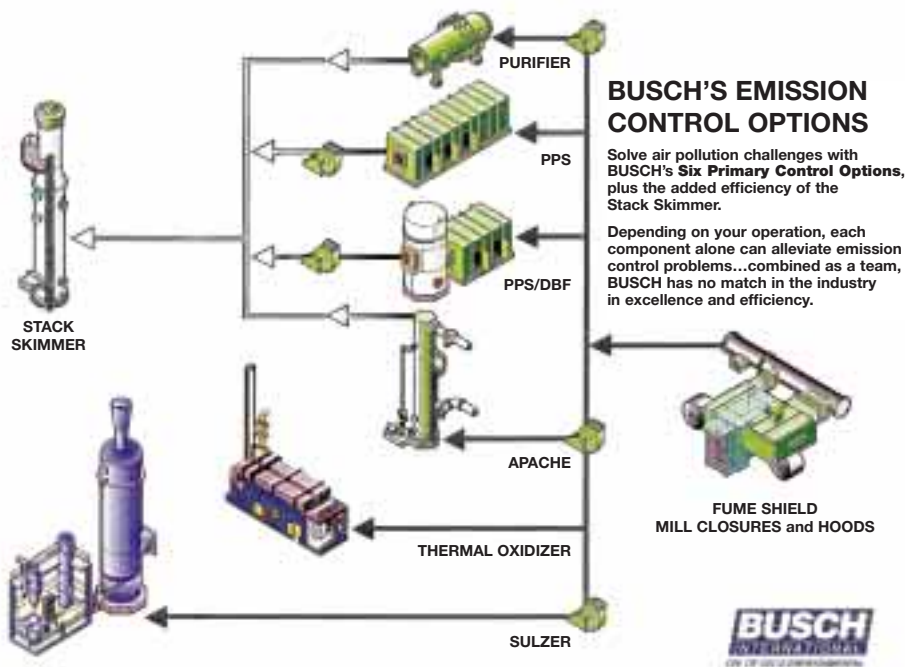 PURIFIER
BUSCH'S EMISSION
CONTROL OPTIONS
Solve air pollution challenges with
BUSCH's Six Primary Control Options,
plus the added efficiency of the
Stack Skimmer.
Depending on your operation, each
component alone can alleviate emission
control problems...combined as a team,
BUSCH has no match in the industry
in excellence and efficiency.
PPS
PPS/DBF
STACK
SKIMMER
APACHE
FUME SHIELD
MILL CLOSURES and HOODS
THERMAL OXIDIZER
SULZER
BUSCH
INTERNATIONAL